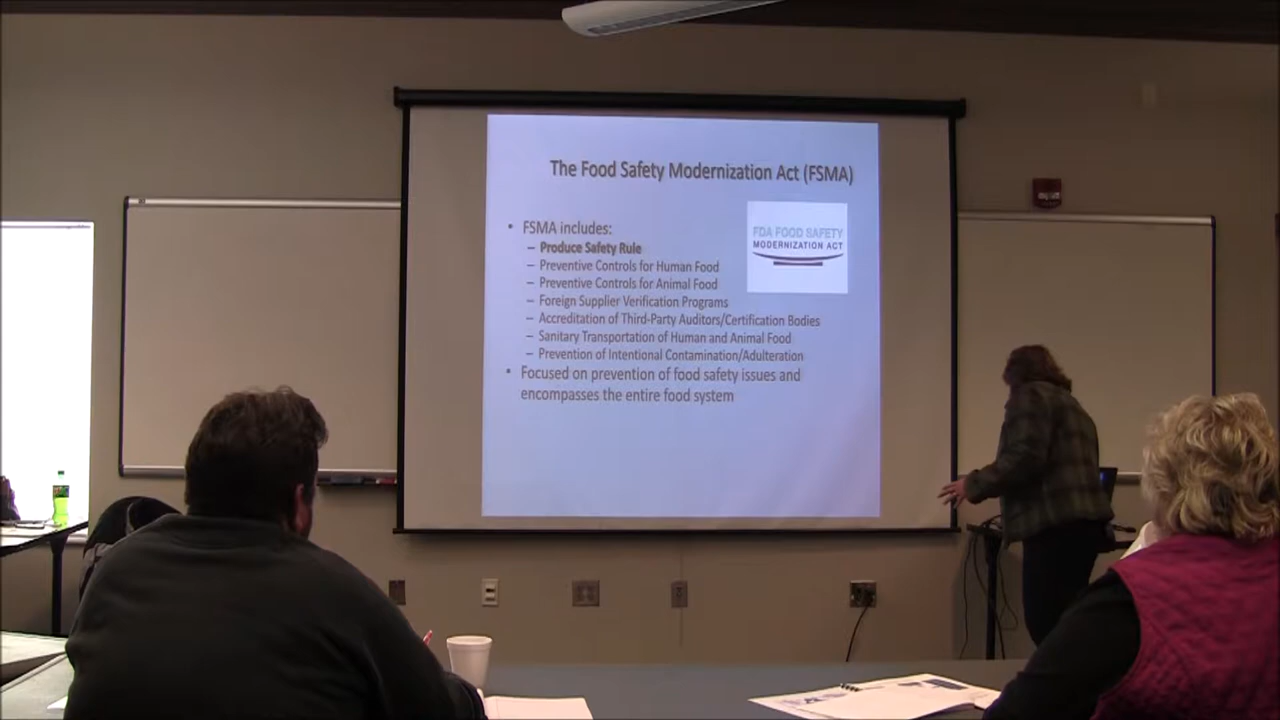 The Food Safety Modernization Act (FSMA)
• FSMA includes:
– Produce Safety Rule
– Preventive Controls for Human Food
– Preventive Controls for Animal Food
– Foreign Supplier Verification Programs
– Accreditation of Third-Party Auditors/Certification Bodies
– Sanitary Transportation of Human and Animal Food
– Prevention of Intentional Contamination/Adulteration
• Focused on prevention of food safety issues and
encompasses the entire food system
FDA FOOD SAFETY
MODERNIZATION ACT